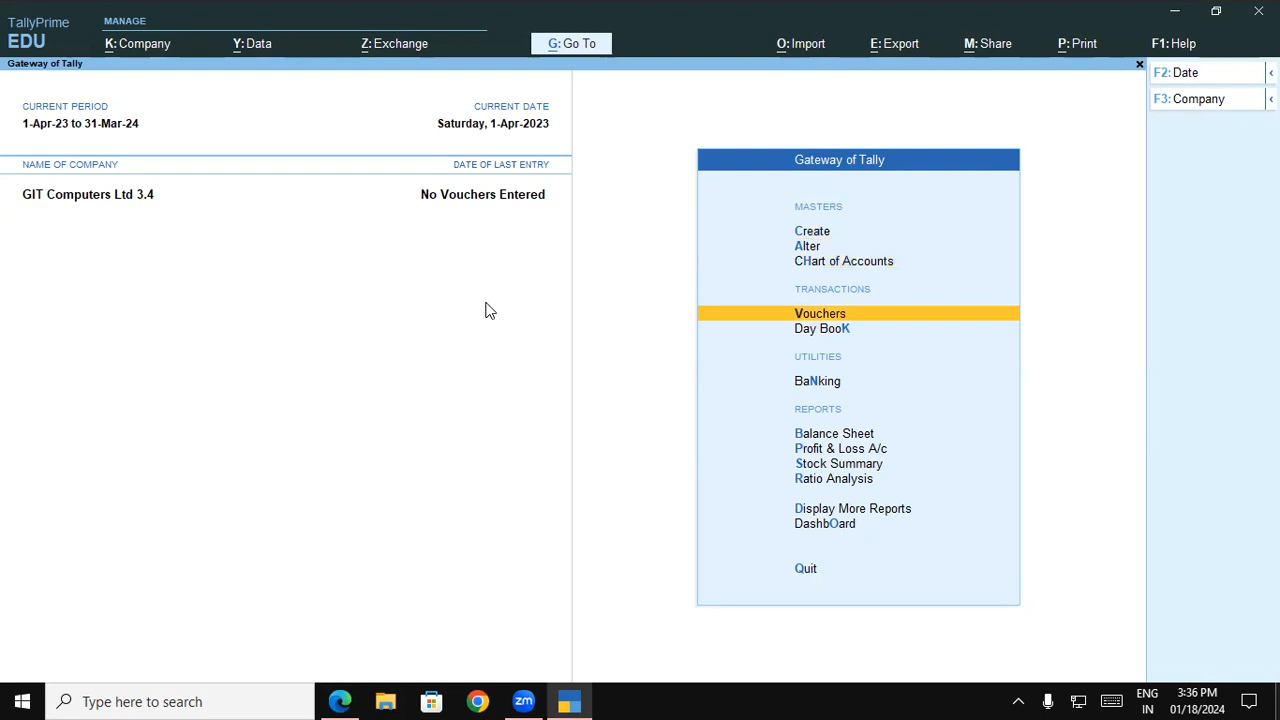 TallyPrime
EDU
MANAGE
K: Company
Y: Data
Z: Exchange
G: Go To
O: Import
E: Export
M: Share
P: Print
F1: Help
Gateway of Tally
F2: Date
F3: Company
CURRENT PERIOD
CURRENT DATE
1-Apr-23 to 31-Mar-24
Saturday, 1-Apr-2023
NAME OF COMPANY
DATE OF LAST ENTRY
GIT Computers Ltd 3.4
No Vouchers Entered
Gateway of Tally
MASTERS
Create
Alter
CHart of Accounts
TRANSACTIONS
Vouchers
Day BooK
UTILITIES
BaNking
REPORTS
Balance Sheet
Profit & Loss A/c
Stock Summary
Ratio Analysis
Display More Reports
DashbOard
Quit
Type here to search
zm
ENG
IN
3:36 PM
01/18/2024